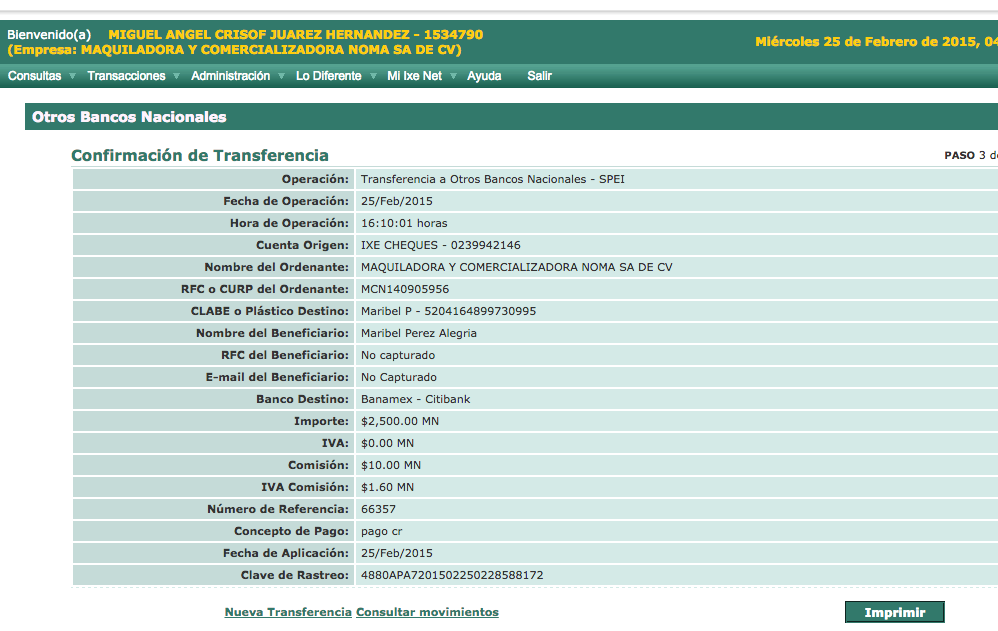 Bienvenido(a) MIGUEL ANGEL CRISOF JUAREZ HERNANDEZ - 1534790
(Empresa: MAQUILADORA Y COMERCIALIZADORA NOMA SA DE CV)
Miércoles 25 de Febrero de 2015, 04
Consultas Transacciones Administración Lo Diferente Mi Ixe Net Ayuda Salir
Otros Bancos Nacionales
Confirmación de Transferencia
PASO 3 de
Operación: Transferencia a Otros Bancos Nacionales - SPEI
Fecha de Operación: 25/Feb/2015
Hora de Operación: 16:10:01 horas
Cuenta Origen: IXE CHEQUES - 0239942146
Nombre del Ordenante: MAQUILADORA Y COMERCIALIZADORA NOMA SA DE CV
RFC o CURP del Ordenante: MCN140905956
CLABE o Plástico Destino: Maribel P - 5204164899730995
Nombre del Beneficiario: Maribel Perez Alegria
RFC del Beneficiario: No capturado
E-mail del Beneficiario: No Capturado
Banco Destino: Banamex - Citibank
Importe: $2,500.00 MN
IVA: $0.00 MN
Comisión: $10.00 MN
IVA Comisión: $1.60 MN
Número de Referencia: 66357
Concepto de Pago: pago cr
Fecha de Aplicación: 25/Feb/2015
Clave de Rastreo: 4880APA7201502250228588172
Nueva Transferencia Consultar movimientos
Imprimir